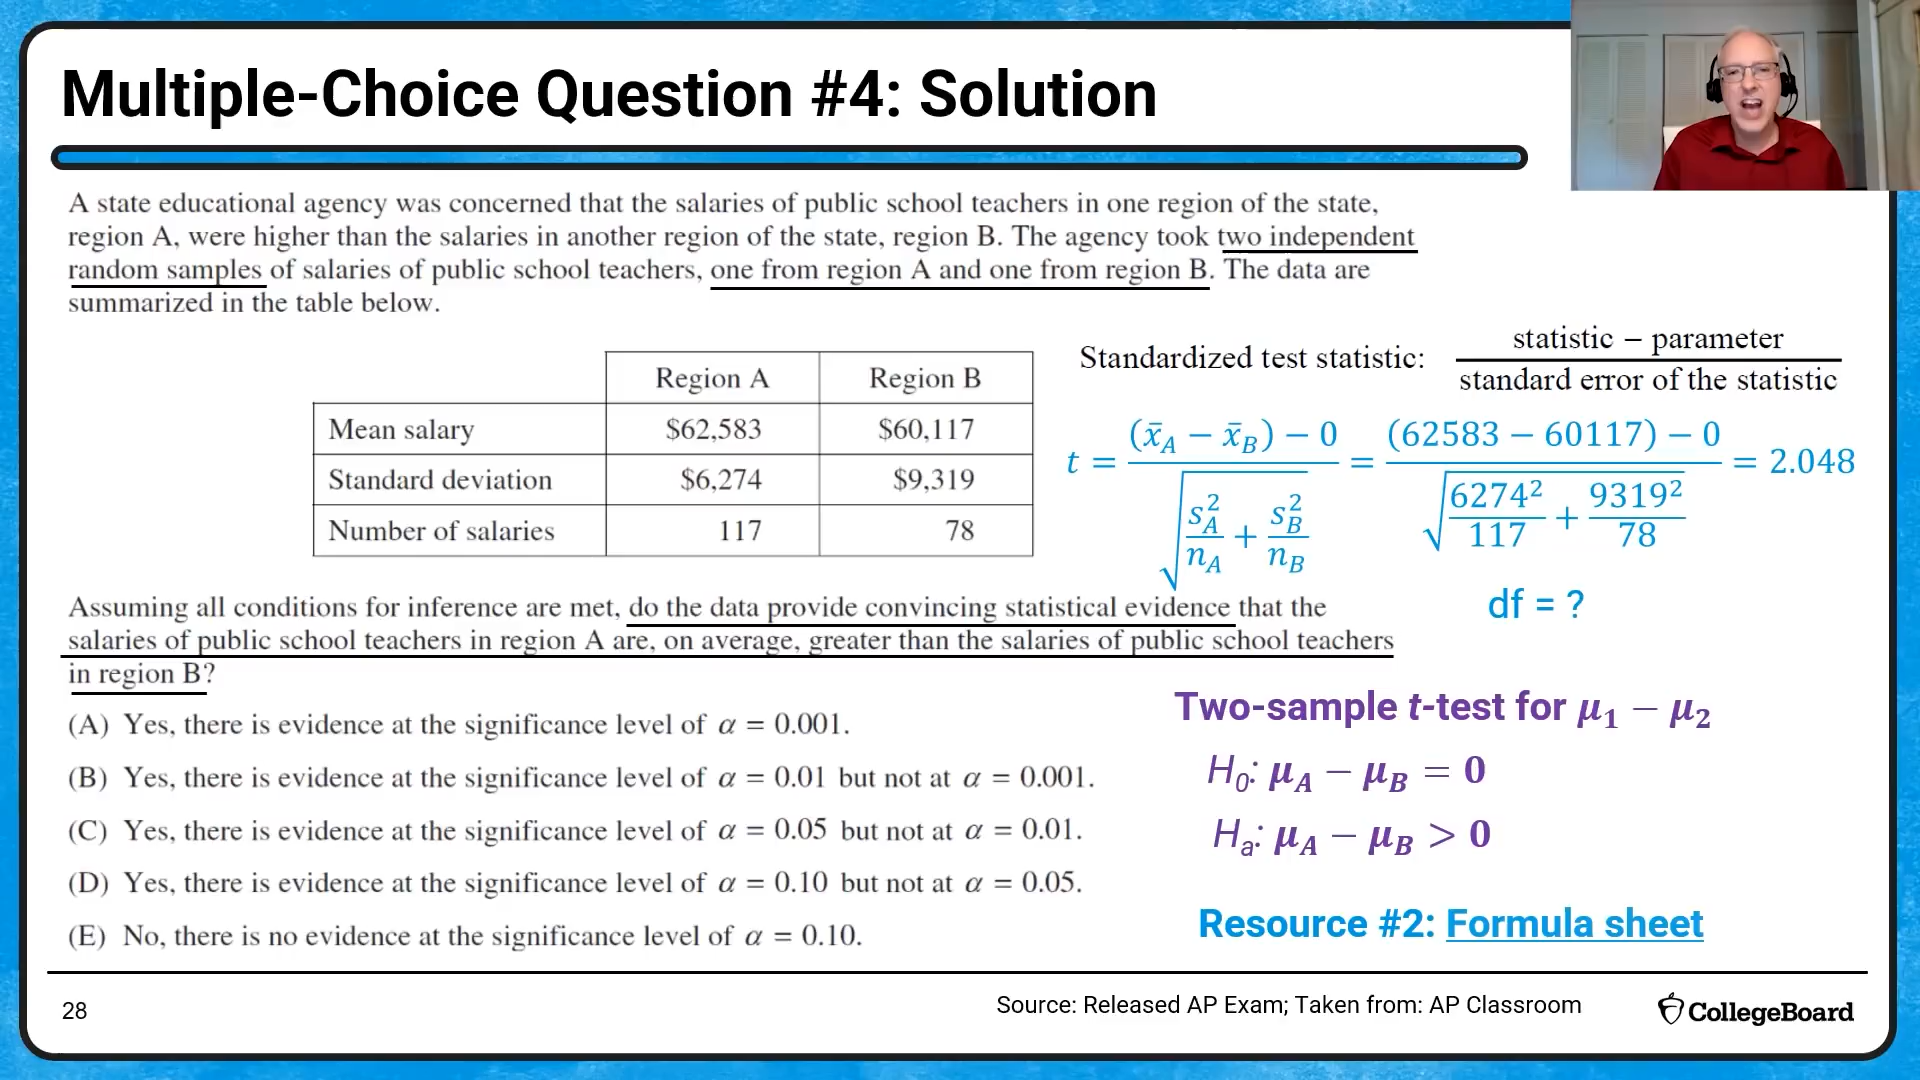 Multiple-Choice Question #4: Solution
A state educational agency was concerned that the salaries of public school teachers in one region of the state,
region A, were higher than the salaries in another region of the state, region B. The agency took two independent
random samples of salaries of public school teachers, one from region A and one from region B. The data are
summarized in the table below.
Region A Region B
Mean salary $62,583 $60,117
Standard deviation $6,274 $9,319
Number of salaries 117 78
Standardized test statistic: (statistic − parameter) / (standard error of the statistic)
t = ((x̄_A − x̄_B) − 0) / √(s_A²/n_A + s_B²/n_B) = ((62583 − 60117) − 0) / √(6274²/117 + 9319²/78) = 2.048
df = ?
Assuming all conditions for inference are met, do the data provide convincing statistical evidence that the
salaries of public school teachers in region A are, on average, greater than the salaries of public school teachers
in region B?
(A) Yes, there is evidence at the significance level of α = 0.001.
(B) Yes, there is evidence at the significance level of α = 0.01 but not at α = 0.001.
(C) Yes, there is evidence at the significance level of α = 0.05 but not at α = 0.01.
(D) Yes, there is evidence at the significance level of α = 0.10 but not at α = 0.05.
(E) No, there is no evidence at the significance level of α = 0.10.
Two-sample t-test for μ₁ − μ₂
H₀: μ_A − μ_B = 0
Hₐ: μ_A − μ_B > 0
Resource #2: Formula sheet
28
Source: Released AP Exam; Taken from: AP Classroom
CollegeBoard